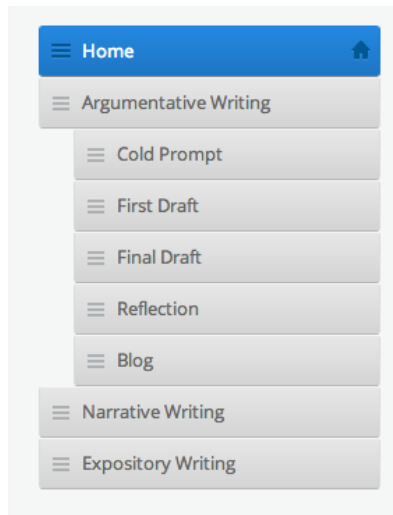 Home
Argumentative Writing
Cold Prompt
First Draft
Final Draft
Reflection
Blog
Narrative Writing
Expository Writing